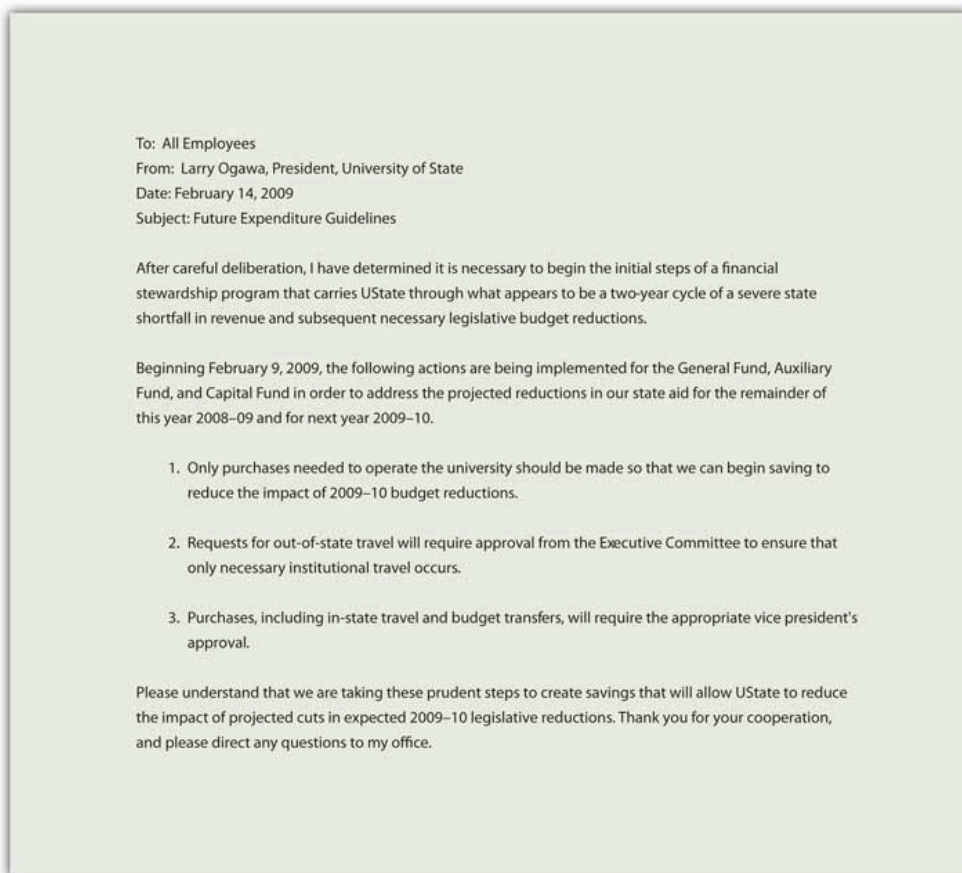 To: All Employees
From: Larry Ogawa, President, University of State
Date: February 14, 2009
Subject: Future Expenditure Guidelines
After careful deliberation, I have determined it is necessary to begin the initial steps of a financial
stewardship program that carries UState through what appears to be a two-year cycle of a severe state
shortfall in revenue and subsequent necessary legislative budget reductions.
Beginning February 9, 2009, the following actions are being implemented for the General Fund, Auxiliary
Fund, and Capital Fund in order to address the projected reductions in our state aid for the remainder of
this year 2008–09 and for next year 2009–10.
1. Only purchases needed to operate the university should be made so that we can begin saving to
reduce the impact of 2009–10 budget reductions.
2. Requests for out-of-state travel will require approval from the Executive Committee to ensure that
only necessary institutional travel occurs.
3. Purchases, including in-state travel and budget transfers, will require the appropriate vice president's
approval.
Please understand that we are taking these prudent steps to create savings that will allow UState to reduce
the impact of projected cuts in expected 2009–10 legislative reductions. Thank you for your cooperation,
and please direct any questions to my office.